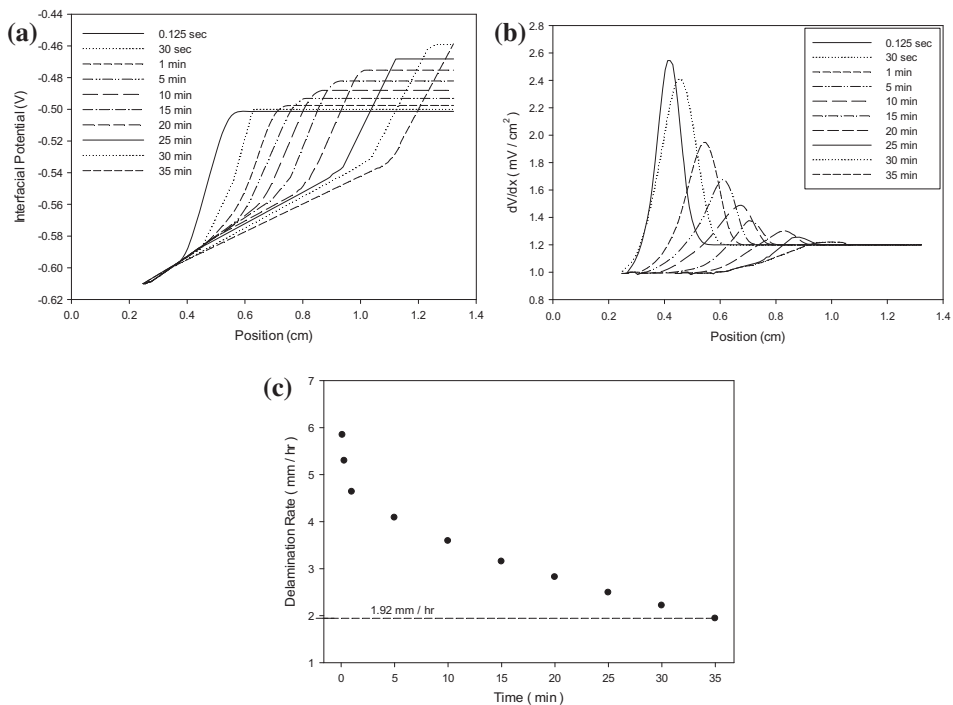 (a)
-0.44
-0.46
-0.48
-0.50
-0.52
-0.54
-0.56
-0.58
-0.60
-0.62
Interfacial Potential (V)
0.125 sec
30 sec
1 min
5 min
10 min
15 min
20 min
25 min
30 min
35 min
0.0 0.2 0.4 0.6 0.8 1.0 1.2 1.4
Position (cm)
(b)
2.8
2.6
2.4
2.2
2.0
1.8
1.6
1.4
1.2
1.0
0.8
dV/dx ( mV / cm²)
0.125 sec
30 sec
1 min
5 min
10 min
15 min
20 min
25 min
30 min
35 min
0.0 0.2 0.4 0.6 0.8 1.0 1.2 1.4
Position (cm)
(c)
7
6
5
4
3
2
1
Delamination Rate ( mm / hr )
1.92 mm / hr
0 5 10 15 20 25 30 35
Time ( min )